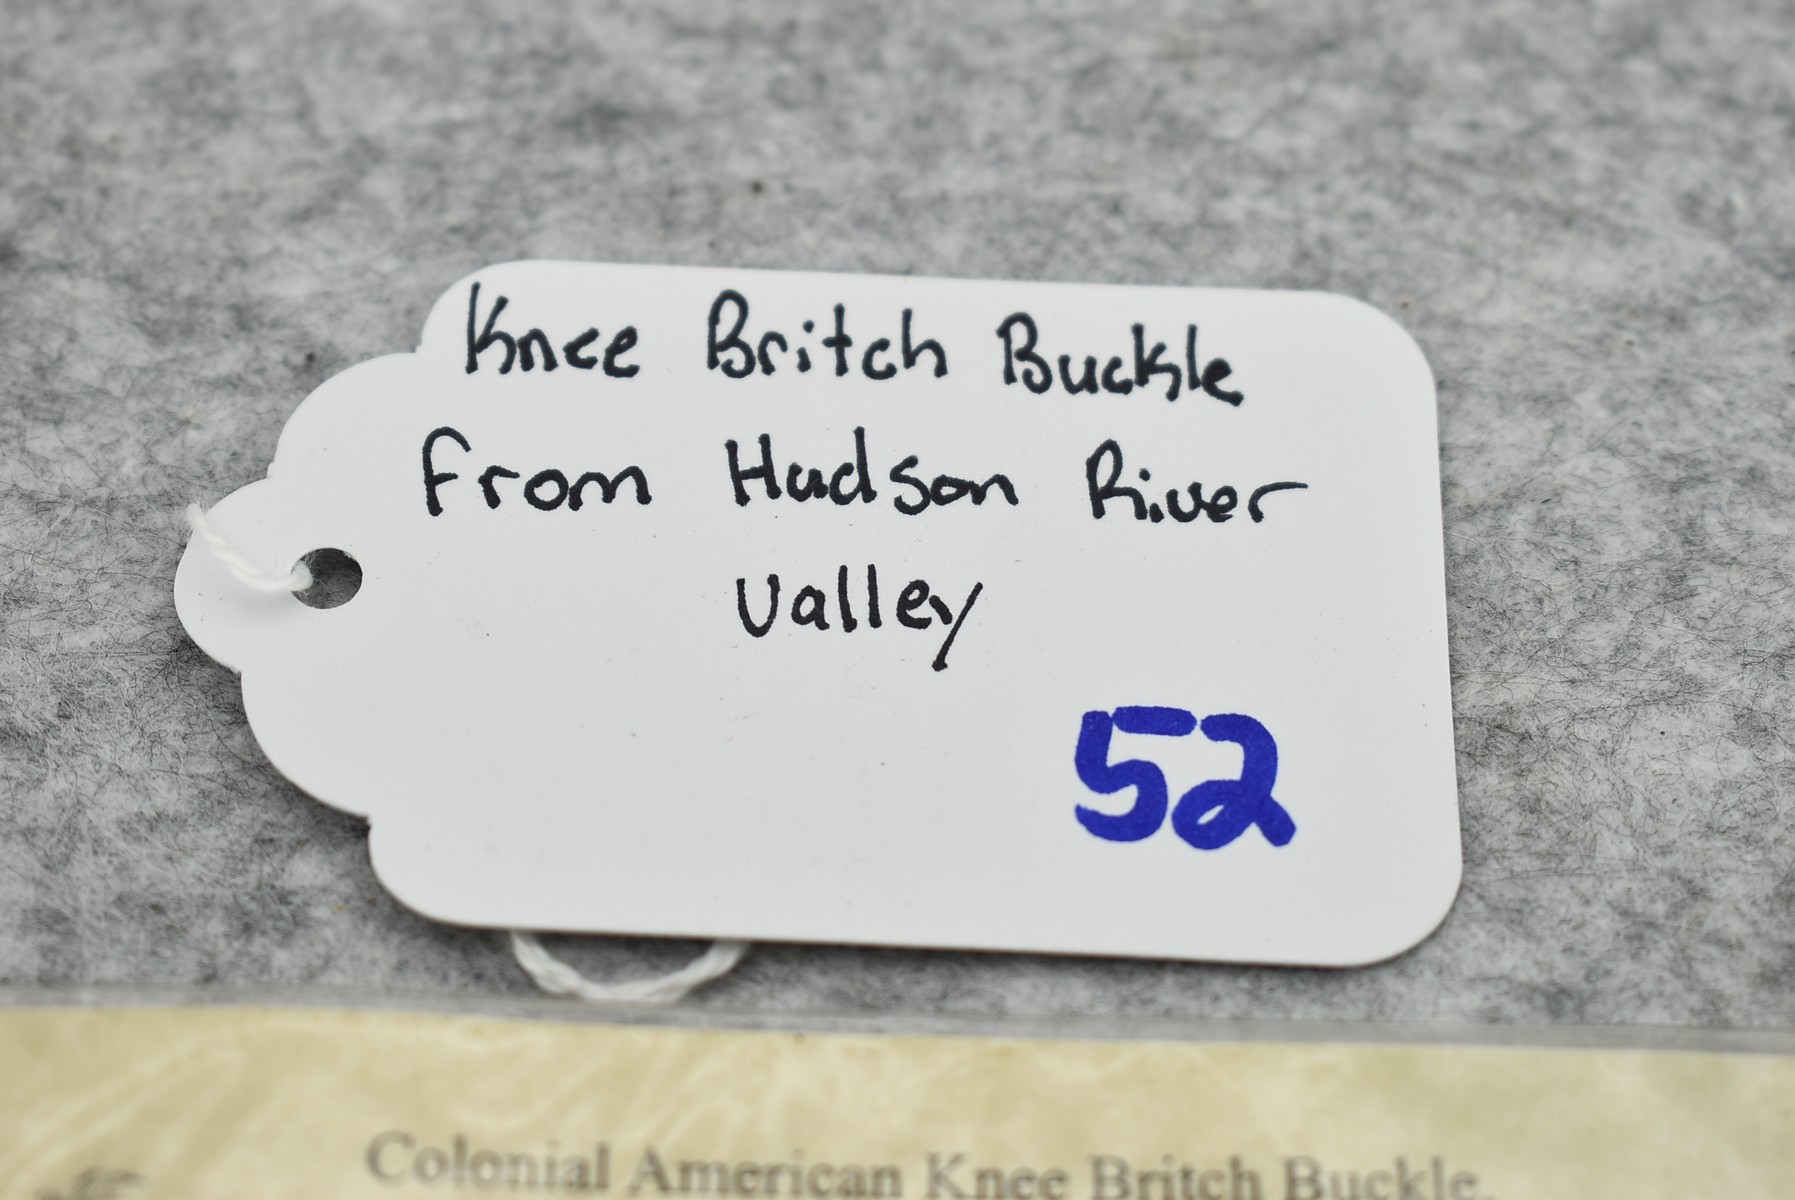 Knee Britch Buckle
From Hudson River
Valley
52
Colonial American Knee Britch Buckle.